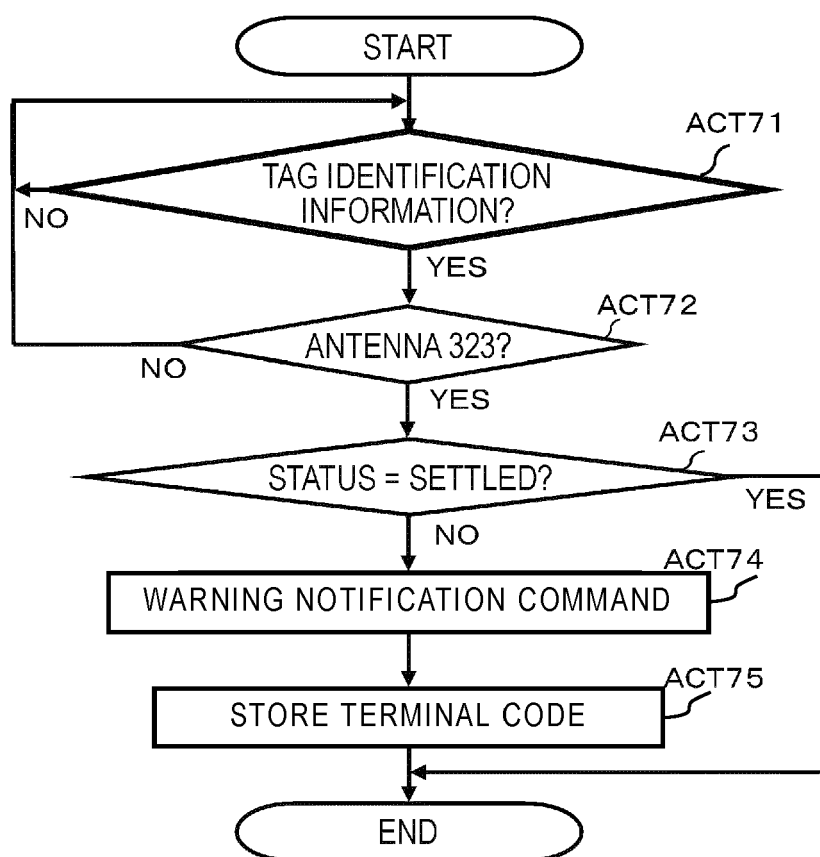 START
ACT71
TAG IDENTIFICATION
INFORMATION?
NO
YES
ACT72
ANTENNA 323?
NO
YES
ACT73
STATUS = SETTLED?
YES
NO
ACT74
WARNING NOTIFICATION COMMAND
ACT75
STORE TERMINAL CODE
END